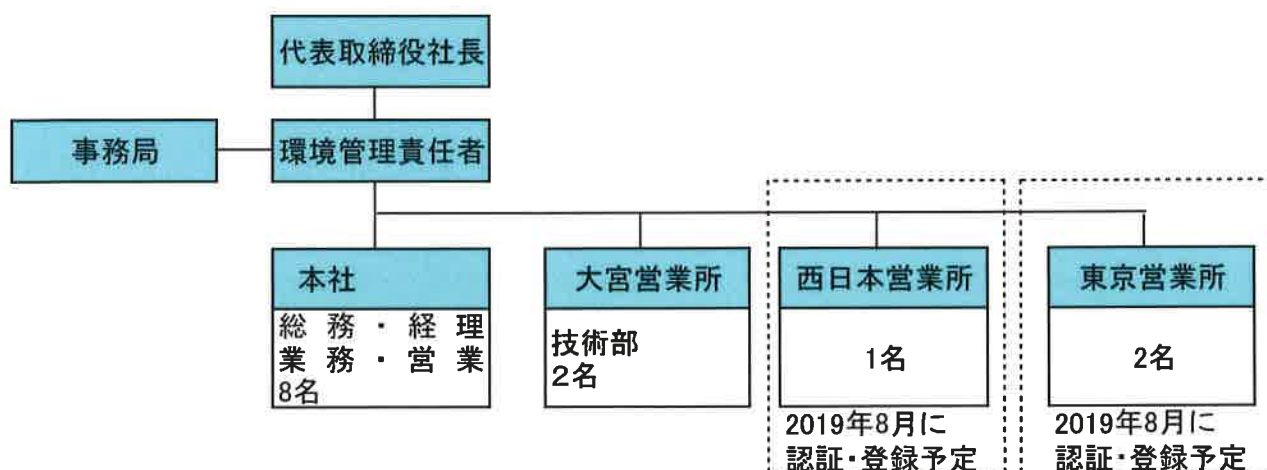 代表取締役社長
事務局
環境管理責任者
本社
総務・経理
業務・営業
8名
大宮営業所
技術部
2名
西日本営業所
1名
2019年8月に
認証・登録予定
東京営業所
2名
2019年8月に
認証・登録予定